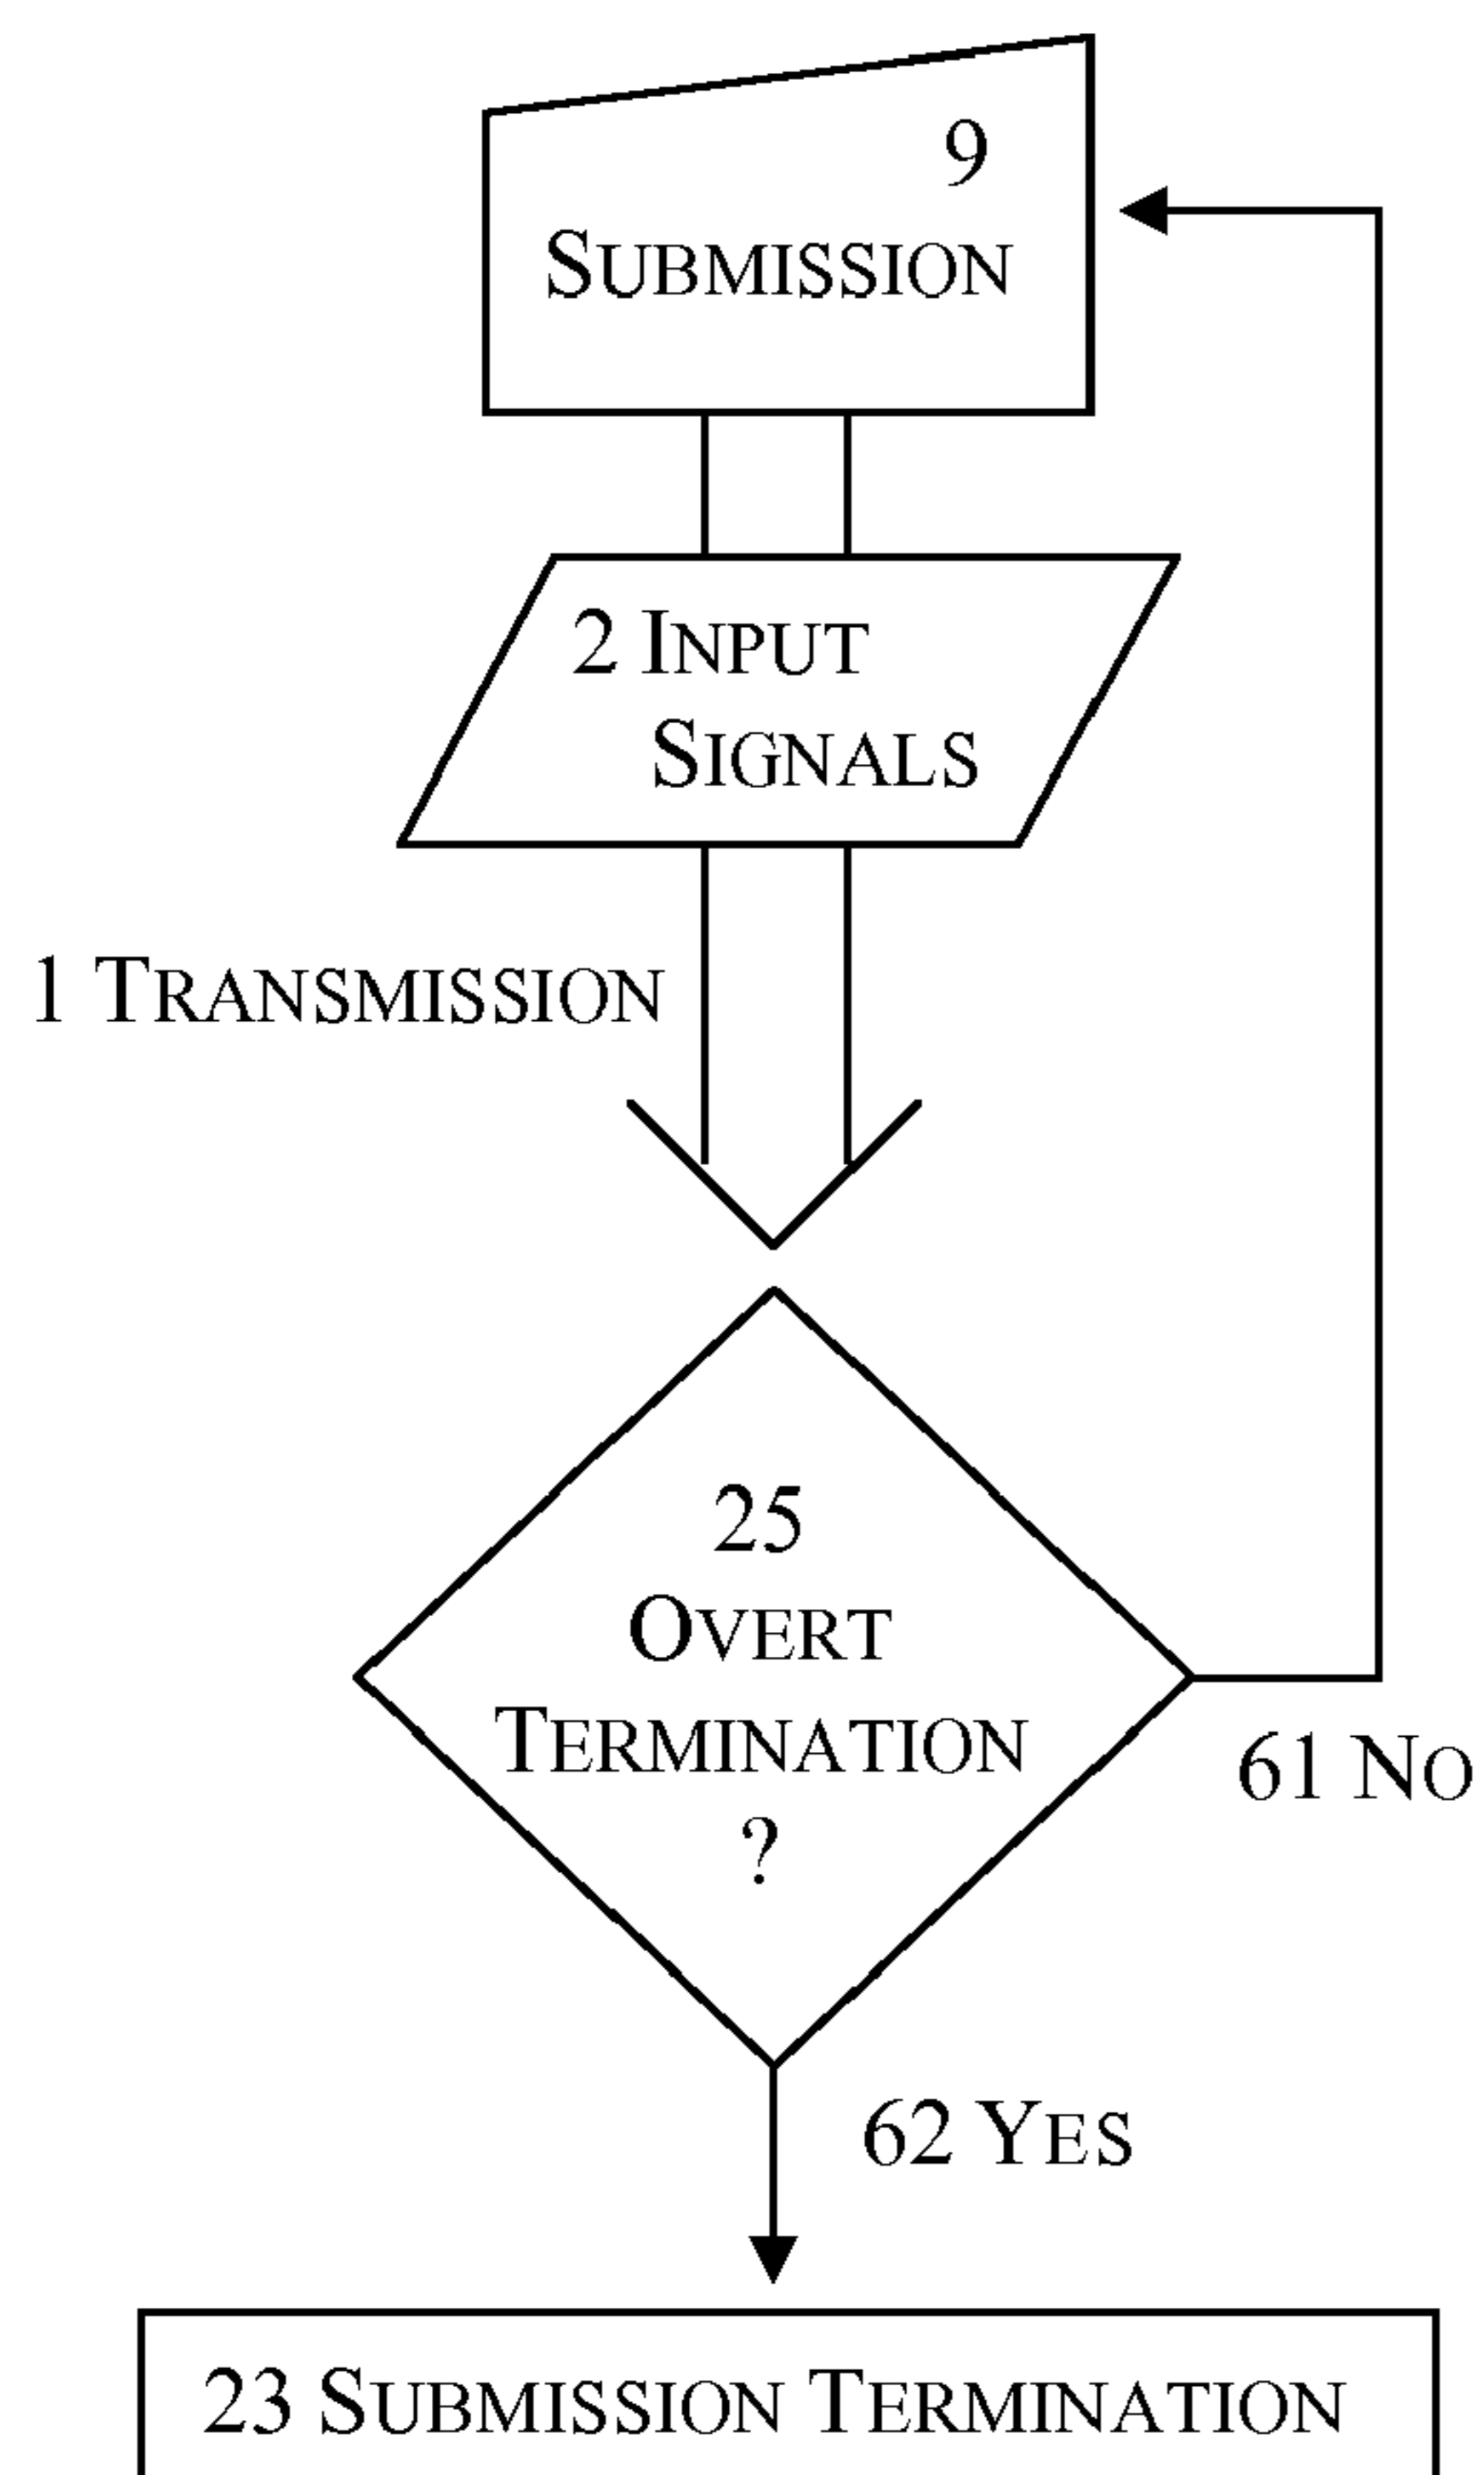 9
SUBMISSION
2 INPUT
SIGNALS
1 TRANSMISSION
25
OVERT
TERMINATION
?
61 NO
62 YES
23 SUBMISSION TERMINATION